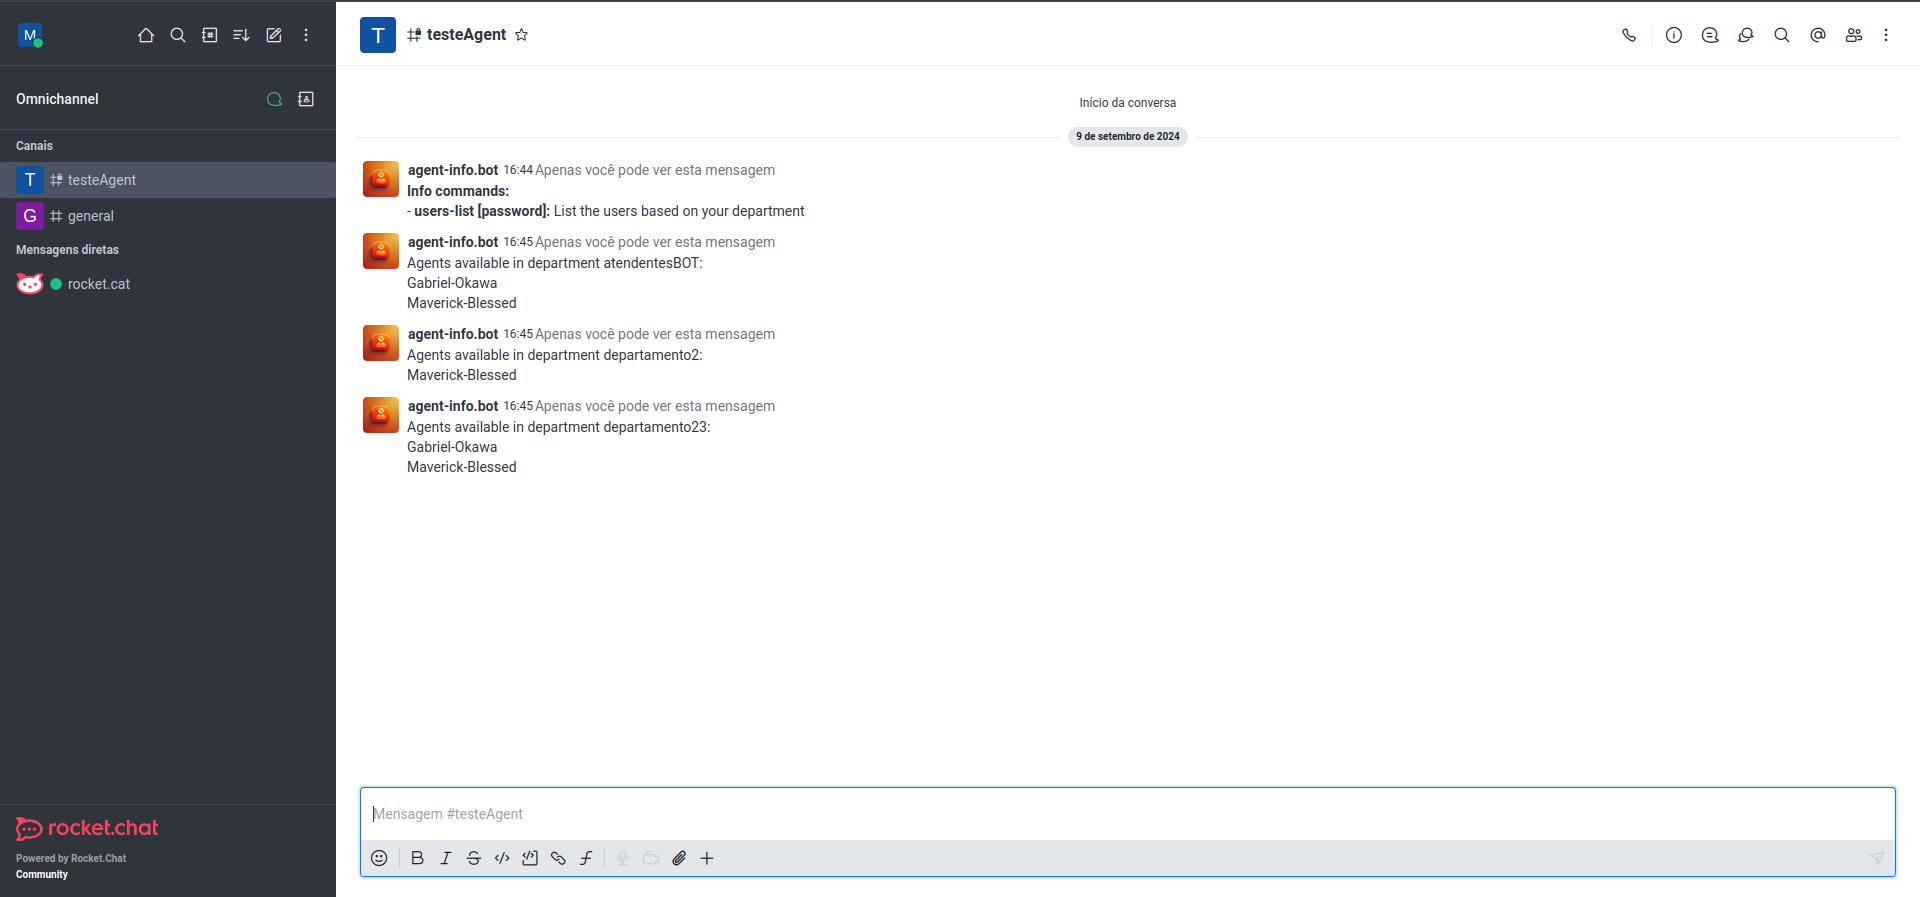 M
Omnichannel
Canais
T testeAgent
G general
Mensagens diretas
rocket.cat
rocket.chat
Powered by Rocket.Chat
Community
T testeAgent
Início da conversa
9 de setembro de 2024
agent-info.bot 16:44 Apenas você pode ver esta mensagem
Info commands:
- users-list [password]: List the users based on your department
agent-info.bot 16:45 Apenas você pode ver esta mensagem
Agents available in department atendentesBOT:
Gabriel-Okawa
Maverick-Blessed
agent-info.bot 16:45 Apenas você pode ver esta mensagem
Agents available in department departamento2:
Maverick-Blessed
agent-info.bot 16:45 Apenas você pode ver esta mensagem
Agents available in department departamento23:
Gabriel-Okawa
Maverick-Blessed
Mensagem #testeAgent